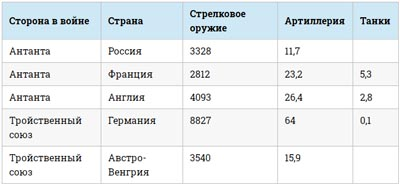 Сторона в войне Страна Стрелковое оружие Артиллерия Танки
Антанта Россия 3328 11,7
Антанта Франция 2812 23,2 5,3
Антанта Англия 4093 26,4 2,8
Тройственный союз Германия 8827 64 0,1
Тройственный союз Австро-Венгрия 3540 15,9